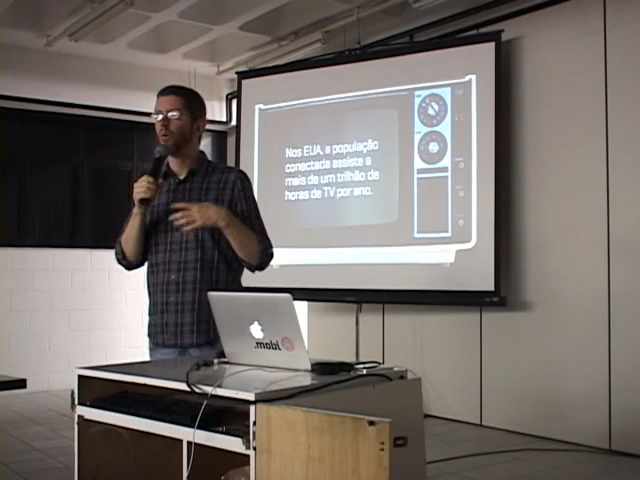 Nos EUA, a população
conectada assiste a
mais de um trilhão de
horas de TV por ano.
.mobi